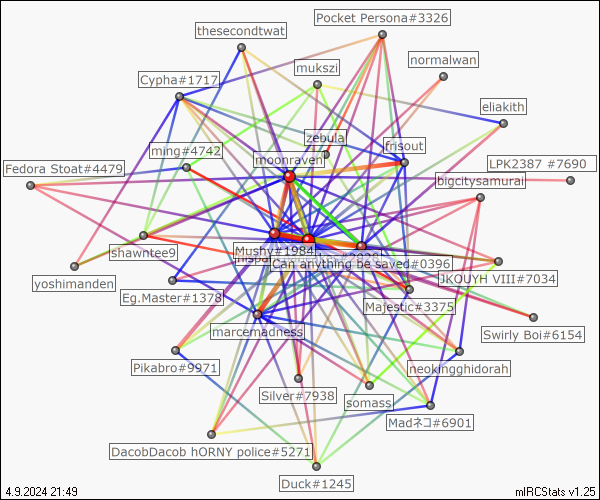 Pocket Persona#3326
thesecondtwat
normalwan
mukszi
Cypha#1717
eliakith
zebula
frisout
ming#4742
moonraven
LPK2387 #7690
Fedora Stoat#4479
bigcitysamurai
shawntee9
Mushy#1984
Can anything be saved#0396
yoshimanden
JKOUYH VIII#7034
Eg.Master#1378
Majestic#3375
marcemadness
Swirly Boi#6154
Pikabro#9971
neokingghidorah
Silver#7938
somass
Madネコ#6901
DacobDacob hORNY police#5271
Duck#1245
4.9.2024 21:49
mIRCStats v1.25